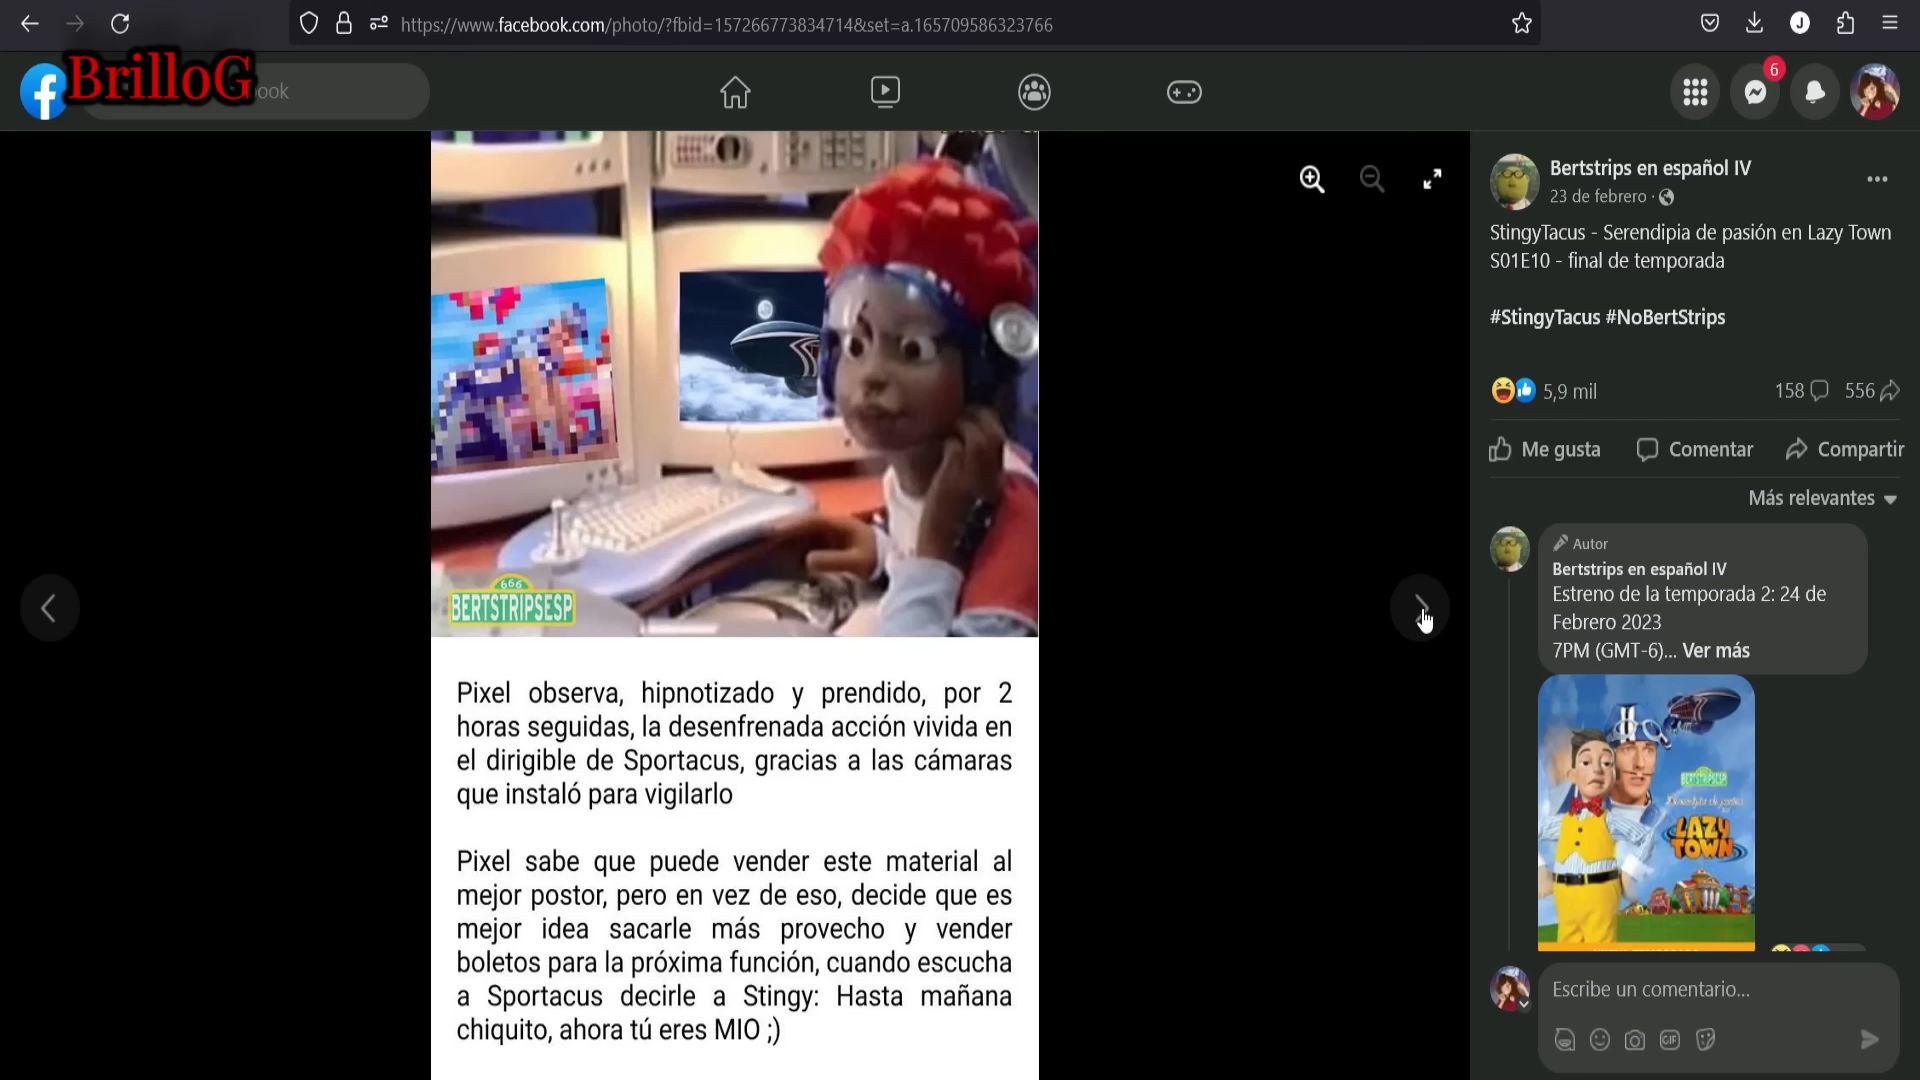 https://www.facebook.com/photo/?fbid=157266773834714&set=a.165709586323766
J
BrilloG
ook
6
Bertstrips en español IV
23 de febrero ·
StingyTacus - Serendipia de pasión en Lazy Town
S01E10 - final de temporada
#StingyTacus #NoBertStrips
5,9 mil
158
556
Me gusta
Comentar
Compartir
Más relevantes
Autor
Bertstrips en español IV
Estreno de la temporada 2: 24 de
Febrero 2023
7PM (GMT-6)... Ver más
BERTSTRIPSESP
LAZY
TOWN
Escribe un comentario...
GIF
666
BERTSTRIPSESP
Pixel observa, hipnotizado y prendido, por 2
horas seguidas, la desenfrenada acción vivida en
el dirigible de Sportacus, gracias a las cámaras
que instaló para vigilarlo
Pixel sabe que puede vender este material al
mejor postor, pero en vez de eso, decide que es
mejor idea sacarle más provecho y vender
boletos para la próxima función, cuando escucha
a Sportacus decirle a Stingy: Hasta mañana
chiquito, ahora tú eres MIO ;)